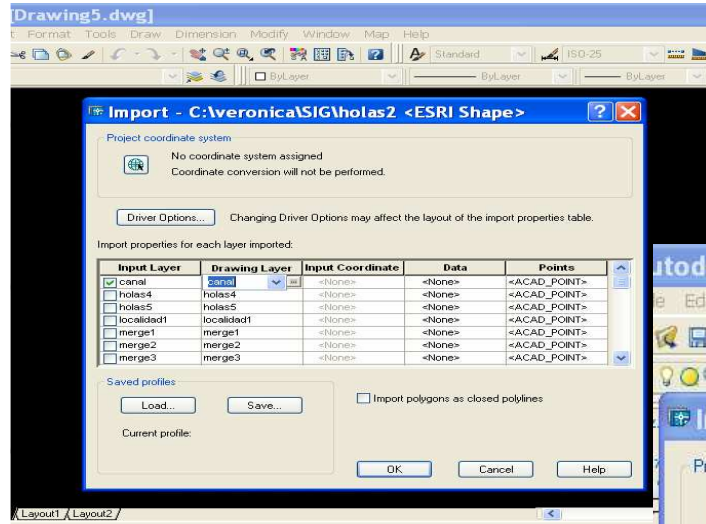 [Drawing5.dwg]
Format Tools Draw Dimension Modify Window Map Help
Standard ISO-25
ByLayer ByLayer ByLayer
Import - C:\veronica\SIG\holas2 <ESRI Shape>
Project coordinate system
No coordinate system assigned
Coordinate conversion will not be performed.
Driver Options... Changing Driver Options may affect the layout of the import properties table.
Import properties for each layer imported:
Input Layer Drawing Layer Input Coordinate Data Points
canal canal <None> <None> <ACAD_POINT>
holas4 holas4 <None> <None> <ACAD_POINT>
holas5 holas5 <None> <None> <ACAD_POINT>
localidad1 localidad1 <None> <None> <ACAD_POINT>
merge1 merge1 <None> <None> <ACAD_POINT>
merge2 merge2 <None> <None> <ACAD_POINT>
merge3 merge3 <None> <None> <ACAD_POINT>
Saved profiles
Load... Save... Import polygons as closed polylines
Current profile:
OK Cancel Help
Layout1 Layout2
utod
Ed
Pr